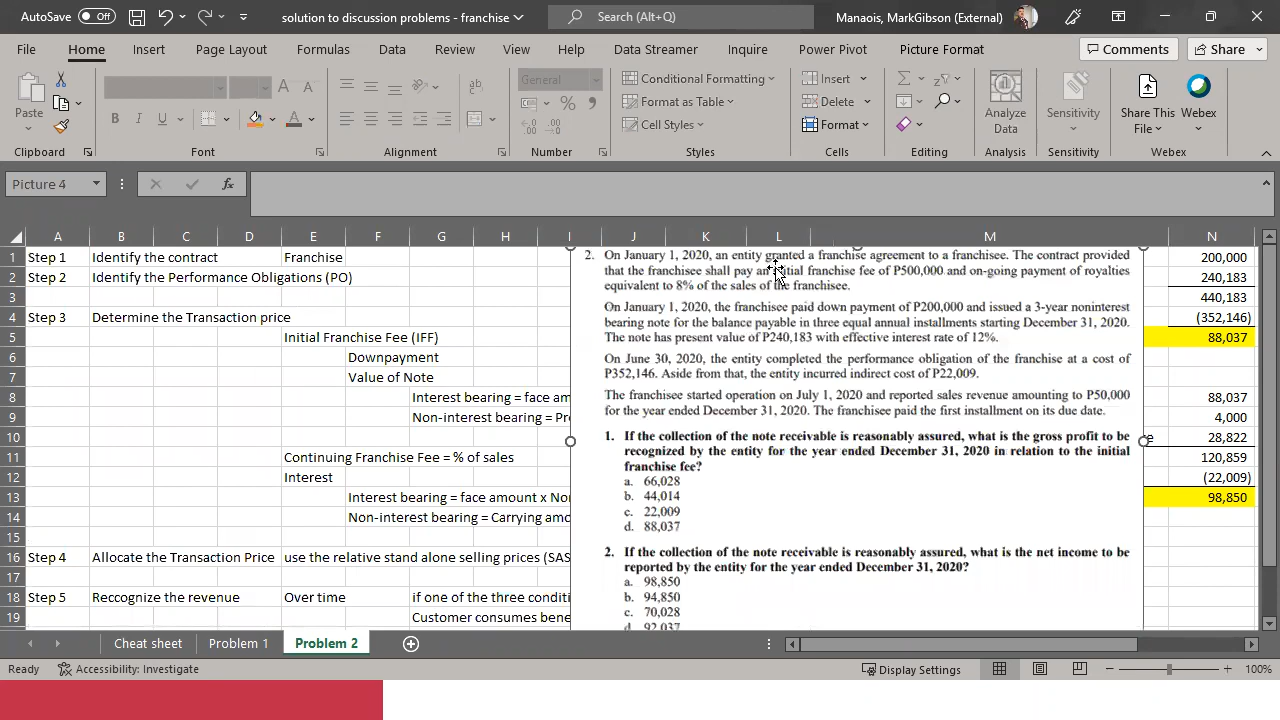 AutoSave Off solution to discussion problems - franchise Search (Alt+Q) Manaois, MarkGibson (External)
File Home Insert Page Layout Formulas Data Review View Help Data Streamer Inquire Power Pivot Picture Format Comments Share
Paste
General
Conditional Formatting
Format as Table
Cell Styles
Insert
Delete
Format
Analyze
Data
Sensitivity
Share This
File
Webex
Clipboard Font Alignment Number Styles Cells Editing Analysis Sensitivity Webex
Picture 4 fx
A B C D E F G H I J K L M N
1 Step 1 Identify the contract Franchise 200,000
2 Step 2 Identify the Performance Obligations (PO) 240,183
3 440,183
4 Step 3 Determine the Transaction price (352,146)
5 Initial Franchise Fee (IFF) 88,037
6 Downpayment
7 Value of Note
8 Interest bearing = face am 88,037
9 Non-interest bearing = Pre 4,000
10 e 28,822
11 Continuing Franchise Fee = % of sales 120,859
12 Interest (22,009)
13 Interest bearing = face amount x Nor 98,850
14 Non-interest bearing = Carrying amo
15
16 Step 4 Allocate the Transaction Price use the relative stand alone selling prices (SAS
17
18 Step 5 Reccognize the revenue Over time if one of the three conditi
19 Customer consumes bene
2. On January 1, 2020, an entity granted a franchise agreement to a franchisee. The contract provided
that the franchisee shall pay an initial franchise fee of P500,000 and on-going payment of royalties
equivalent to 8% of the sales of the franchisee.
On January 1, 2020, the franchisee paid down payment of P200,000 and issued a 3-year noninterest
bearing note for the balance payable in three equal annual installments starting December 31, 2020.
The note has present value of P240,183 with effective interest rate of 12%.
On June 30, 2020, the entity completed the performance obligation of the franchise at a cost of
P352,146. Aside from that, the entity incurred indirect cost of P22,009.
The franchisee started operation on July 1, 2020 and reported sales revenue amounting to P50,000
for the year ended December 31, 2020. The franchisee paid the first installment on its due date.
1. If the collection of the note receivable is reasonably assured, what is the gross profit to be
recognized by the entity for the year ended December 31, 2020 in relation to the initial
franchise fee?
a. 66,028
b. 44,014
c. 22,009
d. 88,037
2. If the collection of the note receivable is reasonably assured, what is the net income to be
reported by the entity for the year ended December 31, 2020?
a. 98,850
b. 94,850
c. 70,028
d. 92,037
Cheat sheet Problem 1 Problem 2
Ready Accessibility: Investigate Display Settings 100%